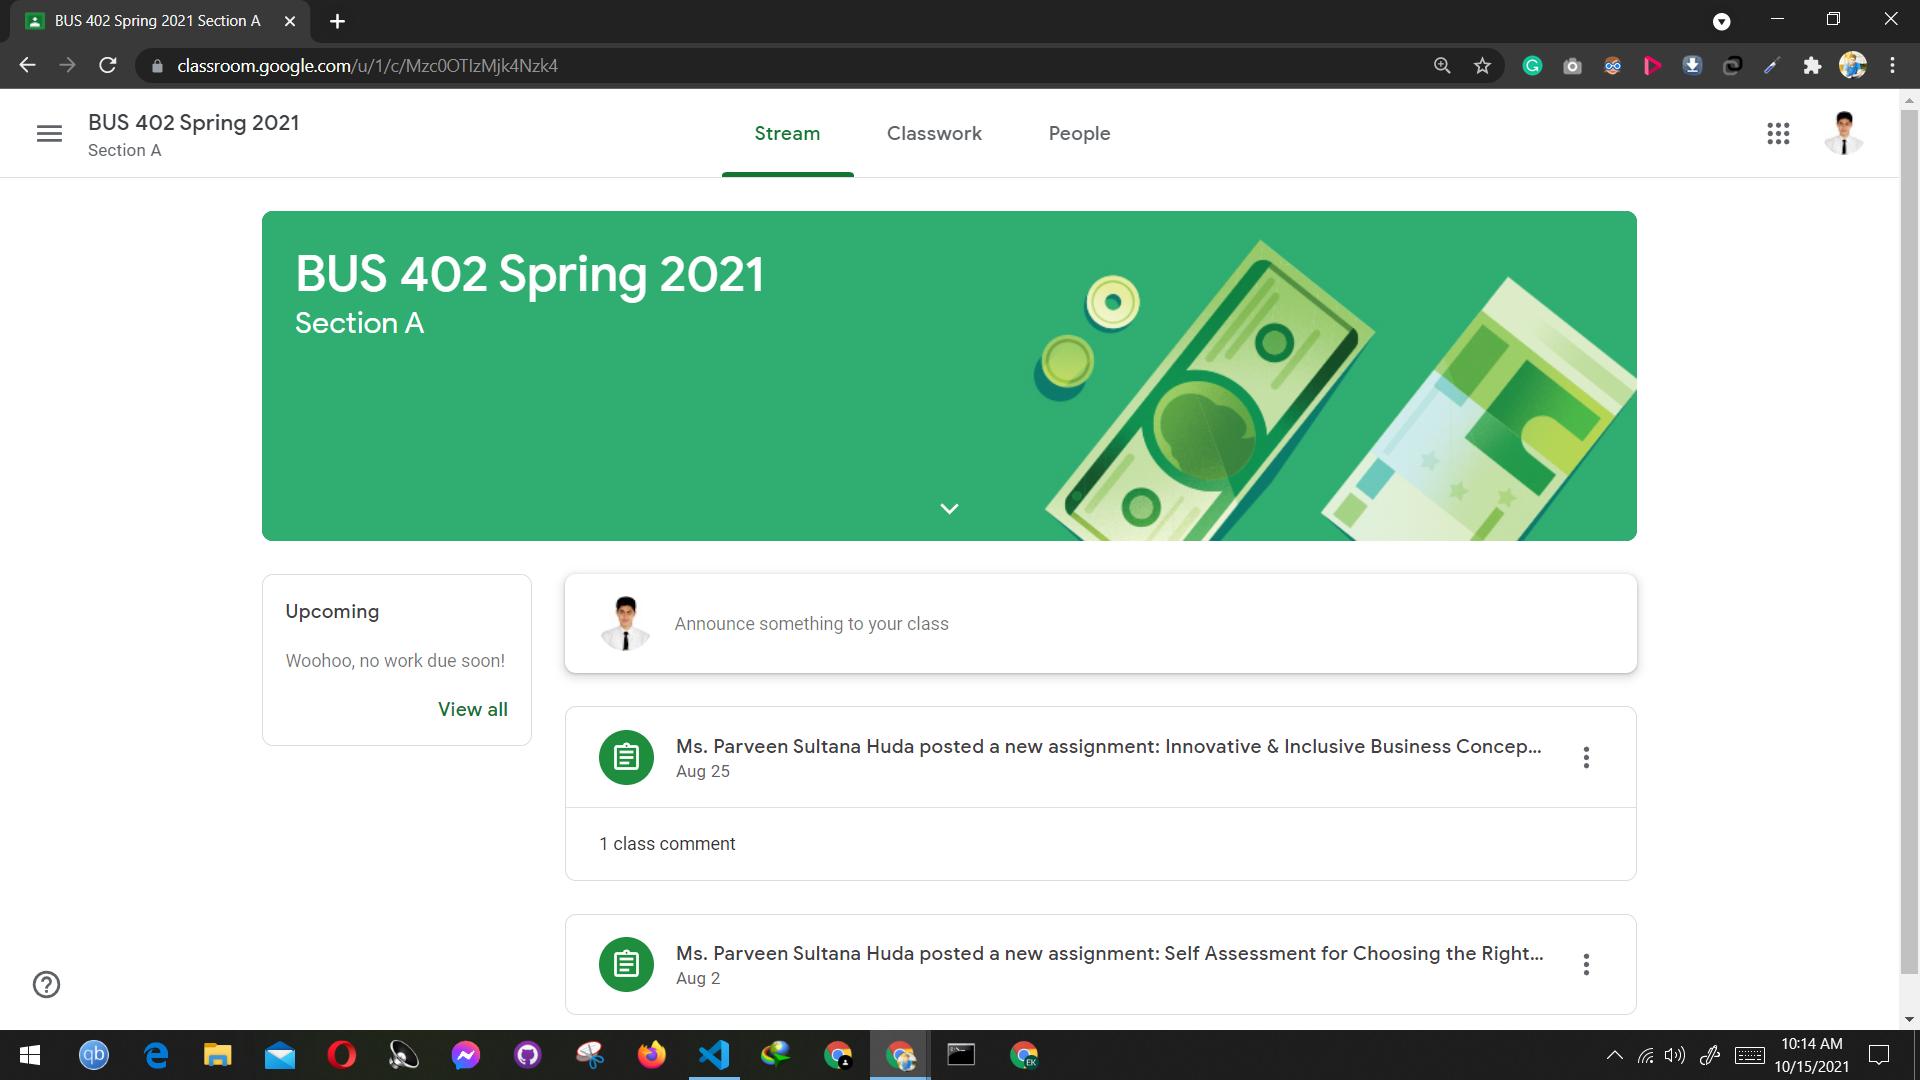 BUS 402 Spring 2021 Section A
classroom.google.com/u/1/c/Mzc0OTIzMjk4Nzk4
BUS 402 Spring 2021
Section A
Stream
Classwork
People
BUS 402 Spring 2021
Section A
Upcoming
Woohoo, no work due soon!
View all
Announce something to your class
Ms. Parveen Sultana Huda posted a new assignment: Innovative & Inclusive Business Concep...
Aug 25
1 class comment
Ms. Parveen Sultana Huda posted a new assignment: Self Assessment for Choosing the Right...
Aug 2
qb
EK
10:14 AM
10/15/2021